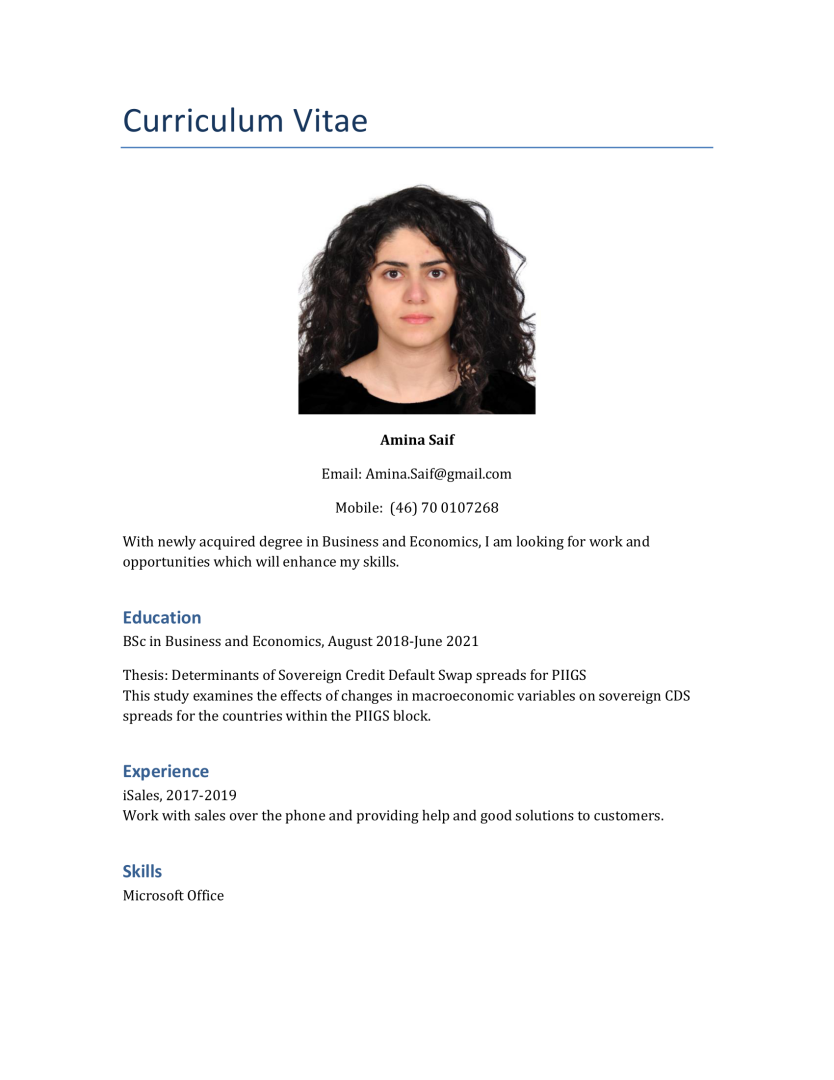 Curriculum Vitae
Amina Saif
Email: Amina.Saif@gmail.com
Mobile:  (46) 70 0107268
With newly acquired degree in Business and Economics, I am looking for work and
opportunities which will enhance my skills.
Education
BSc in Business and Economics, August 2018-June 2021
Thesis: Determinants of Sovereign Credit Default Swap spreads for PIIGS
This study examines the effects of changes in macroeconomic variables on sovereign CDS
spreads for the countries within the PIIGS block.
Experience
iSales, 2017-2019
Work with sales over the phone and providing help and good solutions to customers.
Skills
Microsoft Office